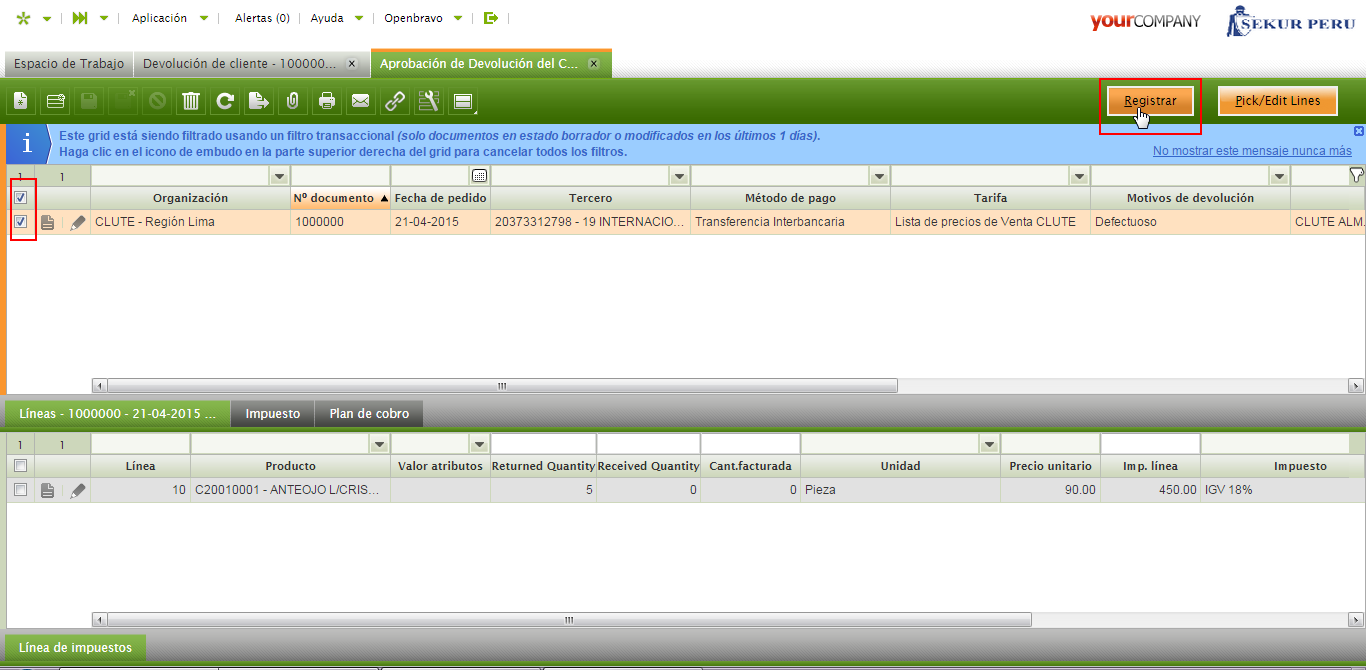 Aplicación Alertas (0) Ayuda Openbravo yourCOMPANY SEKUR PERU
Espacio de Trabajo Devolución de cliente - 100000... x Aprobación de Devolución del C... x
Registrar Pick/Edit Lines
i Este grid está siendo filtrado usando un filtro transaccional (solo documentos en estado borrador o modificados en los últimos 1 días).
Haga clic en el icono de embudo en la parte superior derecha del grid para cancelar todos los filtros. No mostrar este mensaje nunca más
1 1
Organización Nº documento Fecha de pedido Tercero Método de pago Tarifa Motivos de devolución
CLUTE - Región Lima 1000000 21-04-2015 20373312798 - 19 INTERNACIO... Transferencia Interbancaria Lista de precios de Venta CLUTE Defectuoso CLUTE ALM.
Líneas - 1000000 - 21-04-2015 ... Impuesto Plan de cobro
1 1
Línea Producto Valor atributos Returned Quantity Received Quantity Cant.facturada Unidad Precio unitario Imp. línea Impuesto
10 C20010001 - ANTEOJO L/CRIS... 5 0 0 Pieza 90.00 450.00 IGV 18%
Línea de impuestos